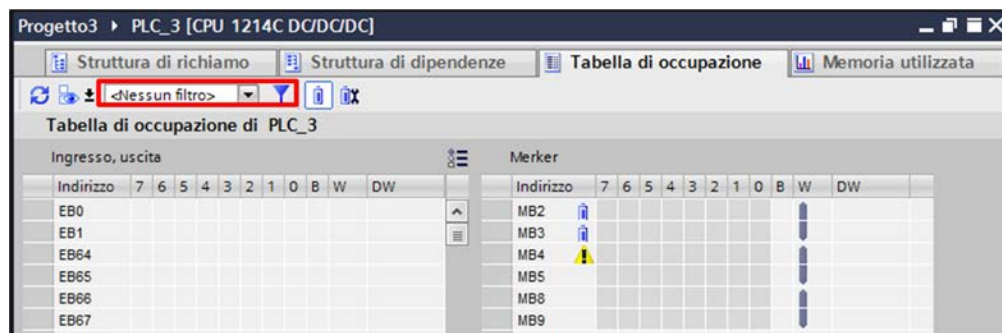 Progetto3 ▸ PLC_3 [CPU 1214C DC/DC/DC]
Struttura di richiamo Struttura di dipendenze Tabella di occupazione Memoria utilizzata
<Nessun filtro>
Tabella di occupazione di PLC_3
Ingresso, uscita Merker
Indirizzo 7 6 5 4 3 2 1 0 B W DW Indirizzo 7 6 5 4 3 2 1 0 B W DW
EB0 MB2
EB1 MB3
EB64 MB4
EB65 MB5
EB66 MB8
EB67 MB9